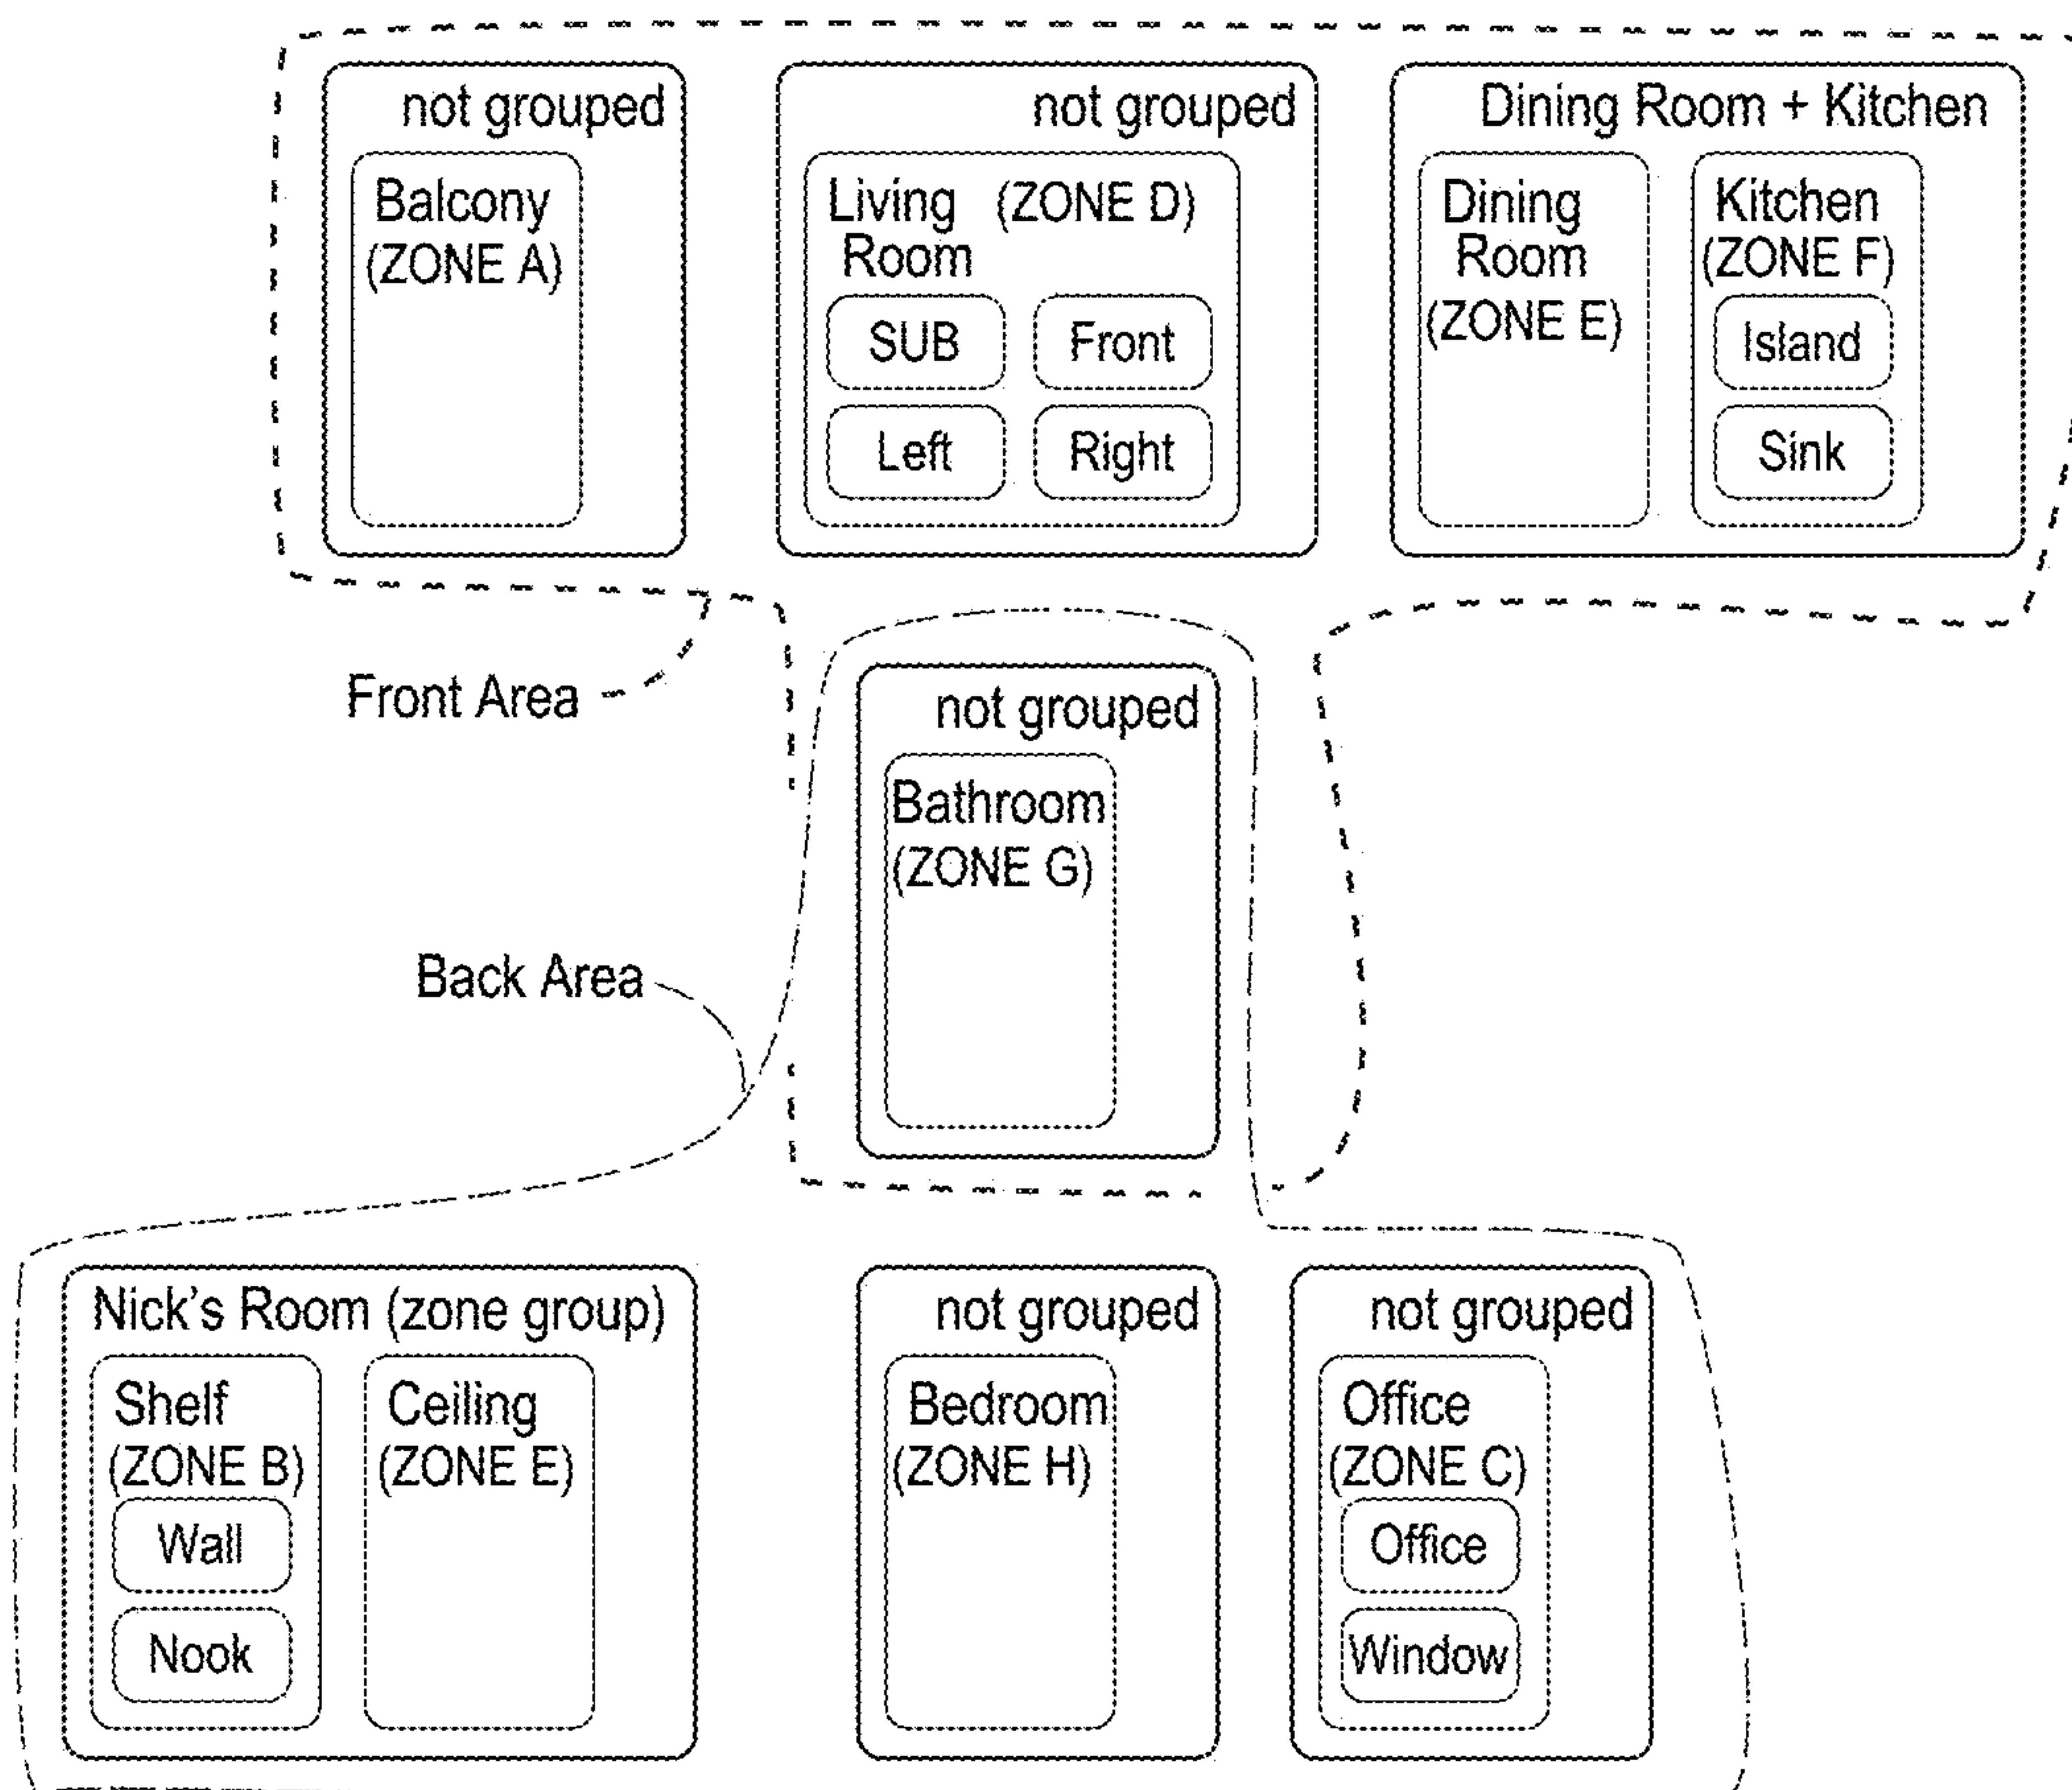 not grouped
Balcony
(ZONE A)
not grouped
Living (ZONE D)
Room
SUB
Front
Left
Right
Dining Room + Kitchen
Dining
Room
(ZONE E)
Kitchen
(ZONE F)
Island
Sink
Front Area
not grouped
Bathroom
(ZONE G)
Back Area
Nick's Room (zone group)
Shelf
(ZONE B)
Wall
Nook
Ceiling
(ZONE E)
not grouped
Bedroom
(ZONE H)
not grouped
Office
(ZONE C)
Office
Window